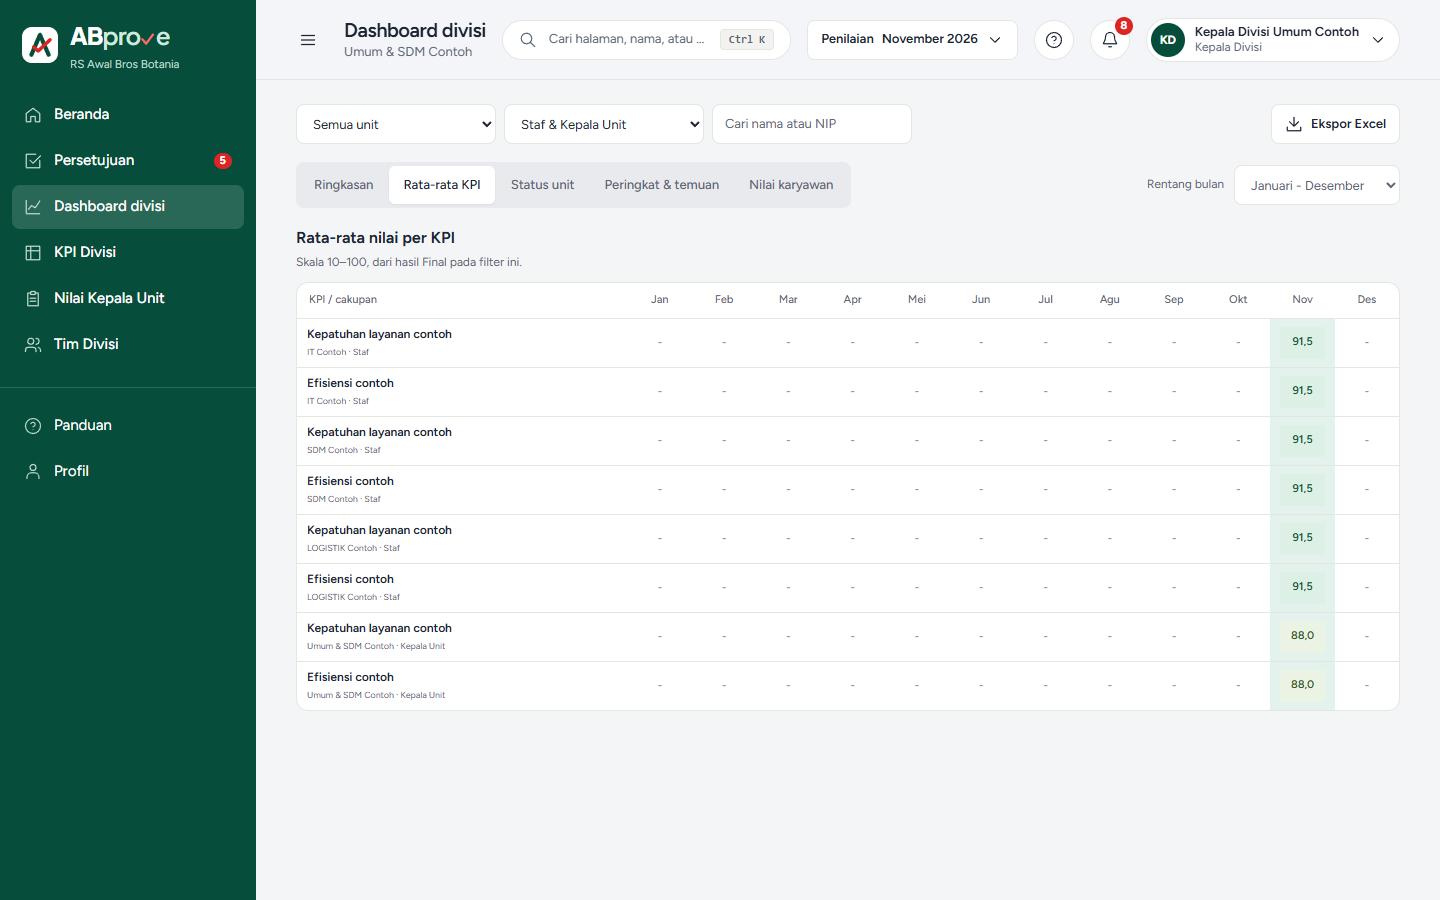 ABprove
RS Awal Bros Botania
Beranda
Persetujuan 5
Dashboard divisi
KPI Divisi
Nilai Kepala Unit
Tim Divisi
Panduan
Profil
Dashboard divisi
Umum & SDM Contoh
Cari halaman, nama, atau ... Ctrl K
Penilaian November 2026
8
KD
Kepala Divisi Umum Contoh
Kepala Divisi
Semua unit
Staf & Kepala Unit
Cari nama atau NIP
Ekspor Excel
Ringkasan Rata-rata KPI Status unit Peringkat & temuan Nilai karyawan
Rentang bulan Januari - Desember
Rata-rata nilai per KPI
Skala 10–100, dari hasil Final pada filter ini.
KPI / cakupan Jan Feb Mar Apr Mei Jun Jul Agu Sep Okt Nov Des
Kepatuhan layanan contoh
IT Contoh · Staf
- - - - - - - - - - 91,5 -
Efisiensi contoh
IT Contoh · Staf
- - - - - - - - - - 91,5 -
Kepatuhan layanan contoh
SDM Contoh · Staf
- - - - - - - - - - 91,5 -
Efisiensi contoh
SDM Contoh · Staf
- - - - - - - - - - 91,5 -
Kepatuhan layanan contoh
LOGISTIK Contoh · Staf
- - - - - - - - - - 91,5 -
Efisiensi contoh
LOGISTIK Contoh · Staf
- - - - - - - - - - 91,5 -
Kepatuhan layanan contoh
Umum & SDM Contoh · Kepala Unit
- - - - - - - - - - 88,0 -
Efisiensi contoh
Umum & SDM Contoh · Kepala Unit
- - - - - - - - - - 88,0 -